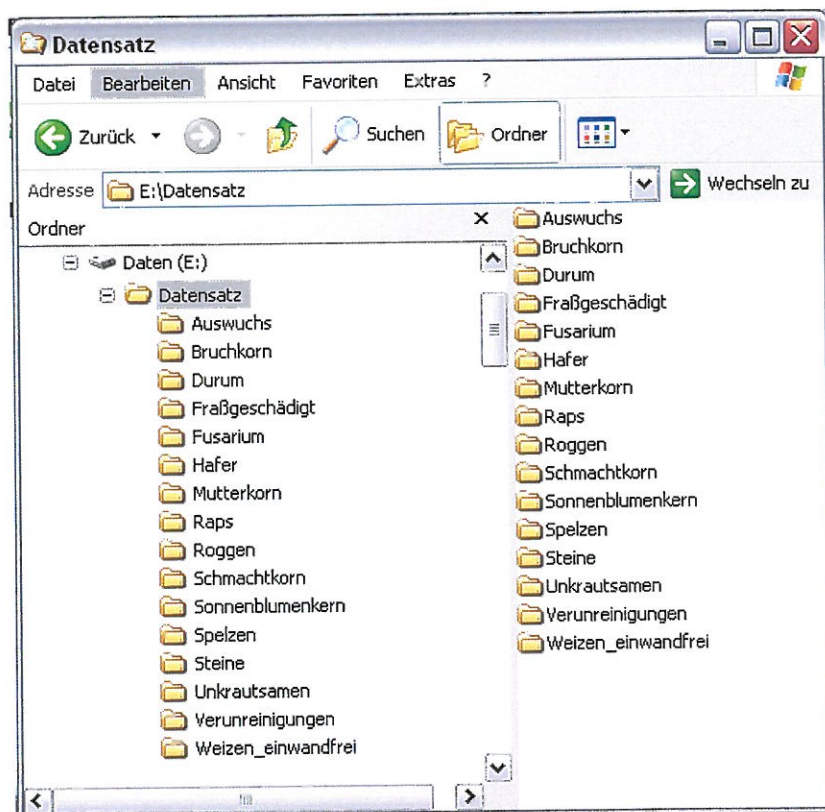 Datensatz
Datei Bearbeiten Ansicht Favoriten Extras ?
Zurück Suchen Ordner
Adresse E:\Datensatz Wechseln zu
Ordner
Daten (E:)
Datensatz
Auswuchs
Bruchkorn
Durum
Fraßgeschädigt
Fusarium
Hafer
Mutterkorn
Raps
Roggen
Schmachtkorn
Sonnenblumenkern
Spelzen
Steine
Unkrautsamen
Verunreinigungen
Weizen_einwandfrei
Auswuchs
Bruchkorn
Durum
Fraßgeschädigt
Fusarium
Hafer
Mutterkorn
Raps
Roggen
Schmachtkorn
Sonnenblumenkern
Spelzen
Steine
Unkrautsamen
Verunreinigungen
Weizen_einwandfrei